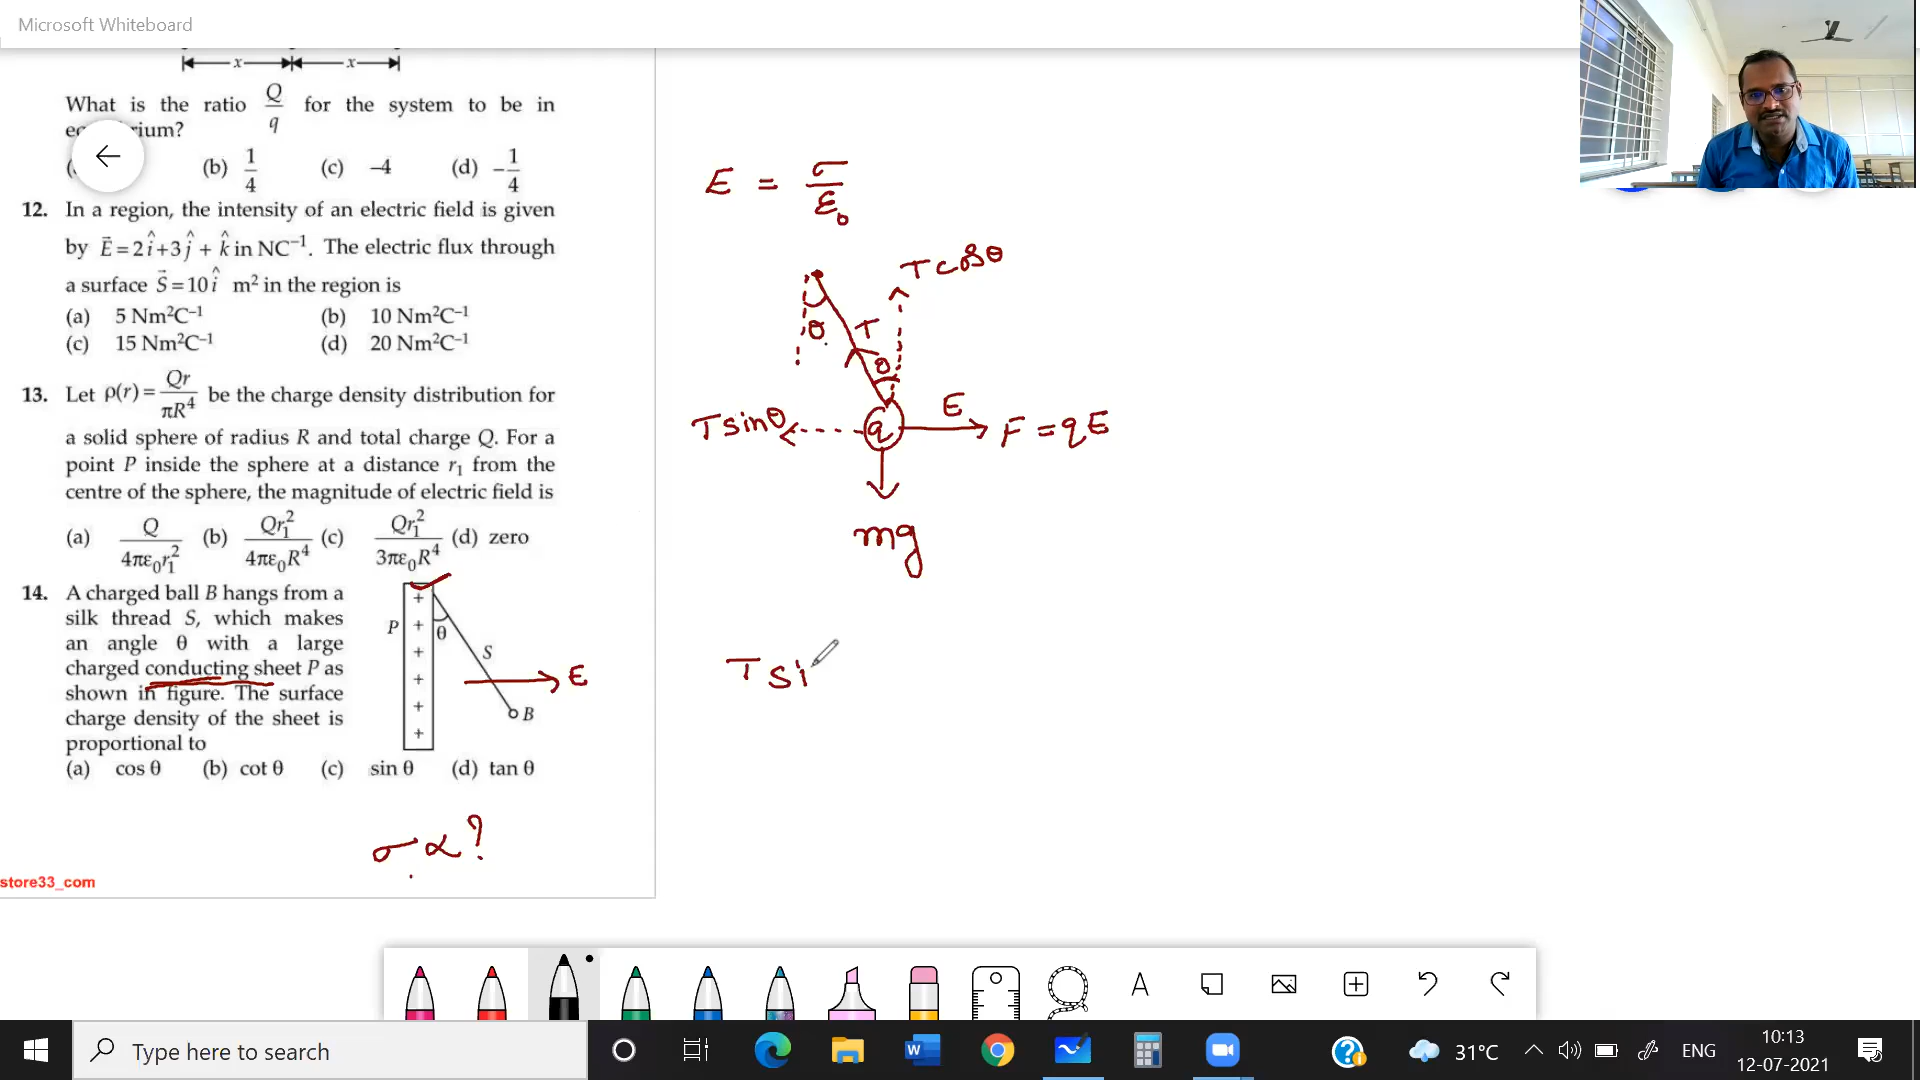 Microsoft Whiteboard
x x
What is the ratio Q/q for the system to be in
(b) 1/4 (c) –4 (d) –1/4
12. In a region, the intensity of an electric field is given
by E⃗ = 2î + 3ĵ + k̂ in NC⁻¹. The electric flux through
a surface S⃗ = 10î m² in the region is
(a) 5 Nm²C⁻¹ (b) 10 Nm²C⁻¹
(c) 15 Nm²C⁻¹ (d) 20 Nm²C⁻¹
13. Let ρ(r) = Qr/πR⁴ be the charge density distribution for
a solid sphere of radius R and total charge Q. For a
point P inside the sphere at a distance r₁ from the
centre of the sphere, the magnitude of electric field is
(a) Q/4πε₀r₁² (b) Qr₁²/4πε₀R⁴ (c) Qr₁²/3πε₀R⁴ (d) zero
14. A charged ball B hangs from a
silk thread S, which makes
an angle θ with a large
charged conducting sheet P as
shown in figure. The surface
charge density of the sheet is
proportional to
(a) cos θ (b) cot θ (c) sin θ (d) tan θ
P + + + + + + θ S B
E
σ ∝ ?
store33_com
E = σ/ε₀
T cosθ
θ T θ
T sinθ q E F = qE
mg
T si
Type here to search
31°C ENG 10:13
12-07-2021